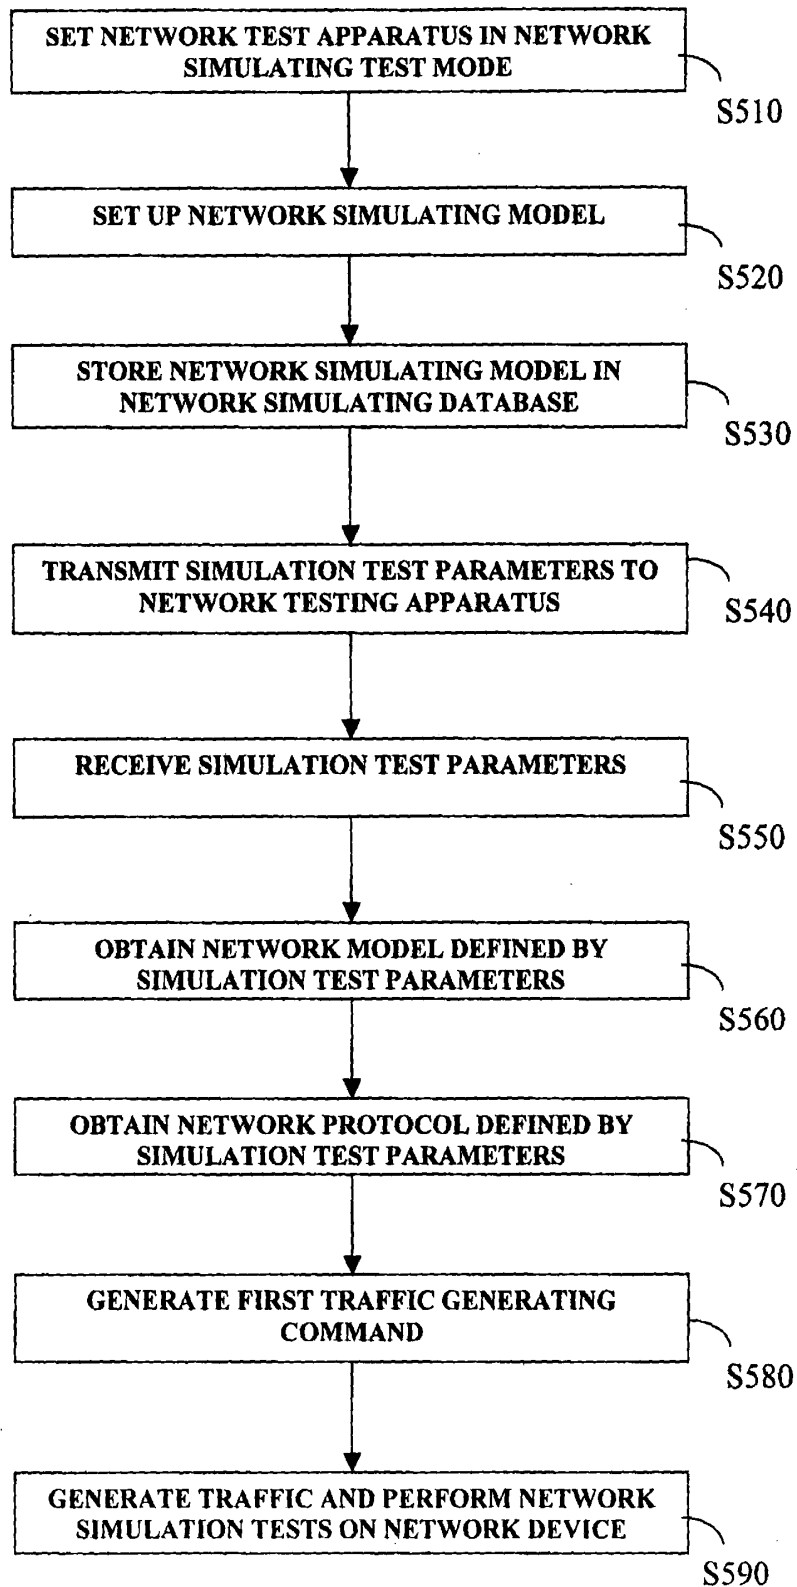 SET NETWORK TEST APPARATUS IN NETWORK
SIMULATING TEST MODE
S510
SET UP NETWORK SIMULATING MODEL
S520
STORE NETWORK SIMULATING MODEL IN
NETWORK SIMULATING DATABASE
S530
TRANSMIT SIMULATION TEST PARAMETERS TO
NETWORK TESTING APPARATUS
S540
RECEIVE SIMULATION TEST PARAMETERS
S550
OBTAIN NETWORK MODEL DEFINED BY
SIMULATION TEST PARAMETERS
S560
OBTAIN NETWORK PROTOCOL DEFINED BY
SIMULATION TEST PARAMETERS
S570
GENERATE FIRST TRAFFIC GENERATING
COMMAND
S580
GENERATE TRAFFIC AND PERFORM NETWORK
SIMULATION TESTS ON NETWORK DEVICE
S590